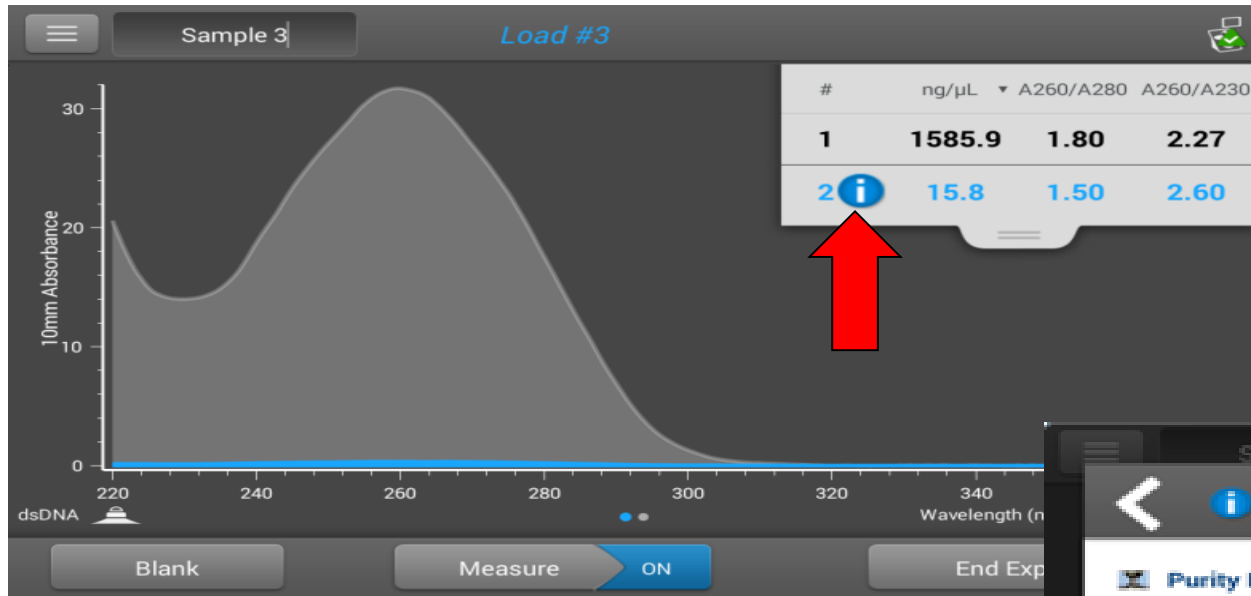 Sample 3
Load #3
# ng/µL ▾ A260/A280 A260/A230
1 1585.9 1.80 2.27
2 i 15.8 1.50 2.60
10mm Absorbance
30
20
10
0
220 240 260 280 300 320 340
dsDNA
Wavelength (n
Blank
Measure
ON
End Exp
i
Purity